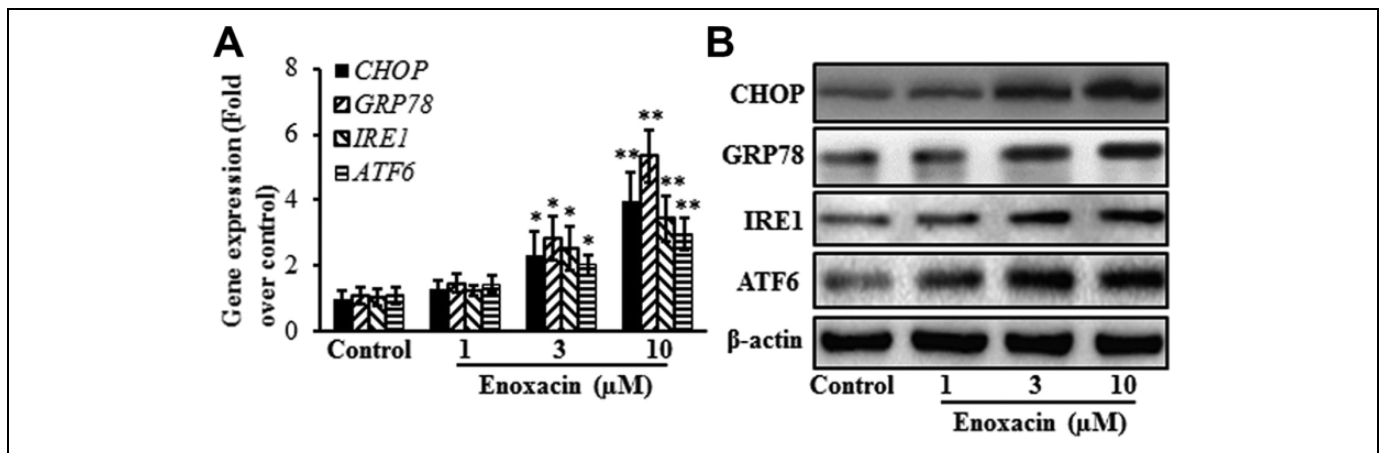 A
Gene expression (Fold
over control)
8
6
4
2
0
CHOP
GRP78
IRE1
ATF6
* * * *
** ** ** **
Control 1 3 10
Enoxacin (µM)
B
CHOP
GRP78
IRE1
ATF6
β-actin
Control 1 3 10
Enoxacin (µM)